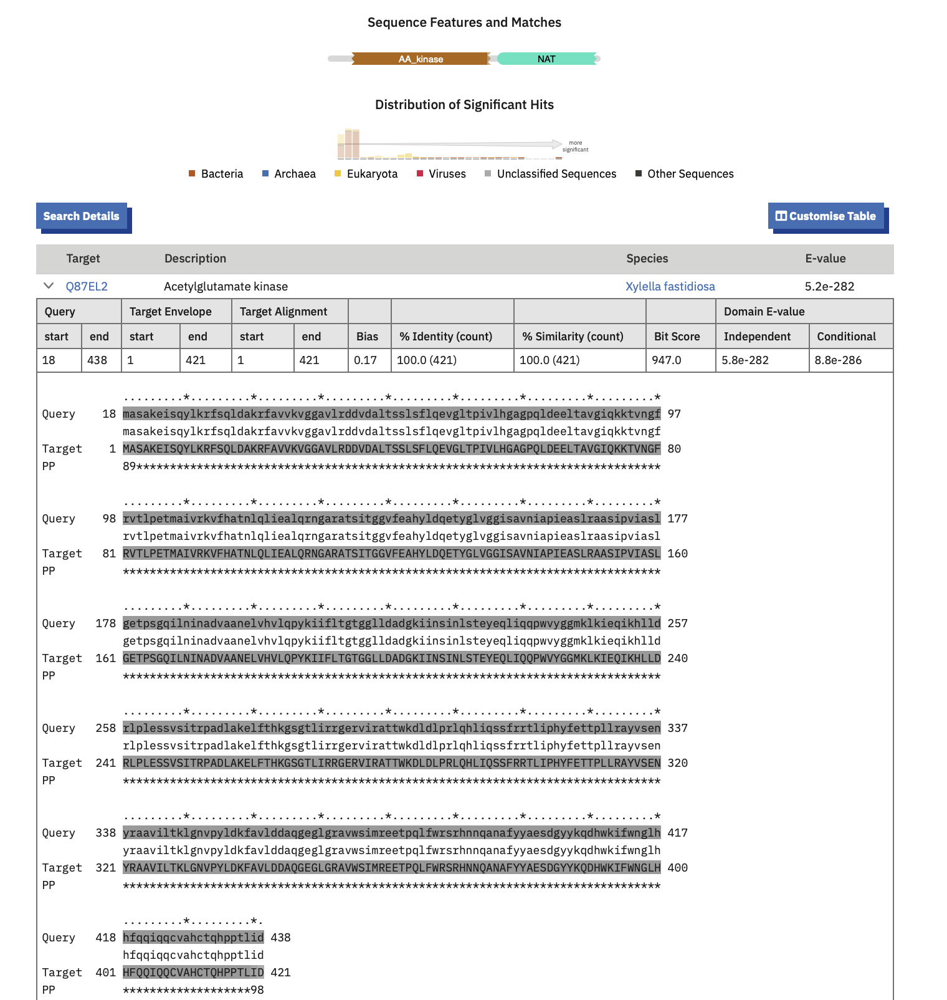 Sequence Features and Matches
AA_kinase NAT
Distribution of Significant Hits
more
significant
Bacteria Archaea Eukaryota Viruses Unclassified Sequences Other Sequences
Search Details Customise Table
Target Description Species E-value
Q87EL2 Acetylglutamate kinase Xylella fastidiosa 5.2e-282
Query Target Envelope Target Alignment Domain E-value
start end start end start end Bias % Identity (count) % Similarity (count) Bit Score Independent Conditional
18 438 1 421 1 421 0.17 100.0 (421) 100.0 (421) 947.0 5.8e-282 8.8e-286
.........*.........*.........*.........*.........*.........*.........*.........*
Query 18 masakeisqylkrfsqldakrfavvkvggavlrddvdaltsslsflqevgltpivlhgagpqldeeltavgiqkktvngf 97
masakeisqylkrfsqldakrfavvkvggavlrddvdaltsslsflqevgltpivlhgagpqldeeltavgiqkktvngf
Target 1 MASAKEISQYLKRFSQLDAKRFAVVKVGGAVLRDDVDALTSSLSFLQEVGLTPIVLHGAGPQLDEELTAVGIQKKTVNGF 80
PP 89******************************************************************************
.........*.........*.........*.........*.........*.........*.........*.........*
Query 98 rvtlpetmaivrkvfhatnlqliealqrngaratsitggvfeahyldqetyglvggisavniapieaslraasipviasl 177
rvtlpetmaivrkvfhatnlqliealqrngaratsitggvfeahyldqetyglvggisavniapieaslraasipviasl
Target 81 RVTLPETMAIVRKVFHATNLQLIEALQRNGARATSITGGVFEAHYLDQETYGLVGGISAVNIAPIEASLRAASIPVIASL 160
PP ********************************************************************************
.........*.........*.........*.........*.........*.........*.........*.........*
Query 178 getpsgqilninadvaanelvhvlqpykiifltgtgglldadgkiinsinlsteyeqliqqpwvyggmklkieqikhlld 257
getpsgqilninadvaanelvhvlqpykiifltgtgglldadgkiinsinlsteyeqliqqpwvyggmklkieqikhlld
Target 161 GETPSGQILNINADVAANELVHVLQPYKIIFLTGTGGLLDADGKIINSINLSTEYEQLIQQPWVYGGMKLKIEQIKHLLD 240
PP ********************************************************************************
.........*.........*.........*.........*.........*.........*.........*.........*
Query 258 rlplessvsitrpadlakelfthkgsgtlirrgerviratt​wkdldlprlqhliqssfrrtliphyfettpllrayvsen 337
rlplessvsitrpadlakelfthkgsgtlirrgervirattwkdldlprlqhliqssfrrtliphyfettpllrayvsen
Target 241 RLPLESSVSITRPADLAKELFTHKGSGTLIRRGERVIRATTWKDLDLPRLQHLIQSSFRRTLIPHYFETTPLLRAYVSEN 320
PP ********************************************************************************
.........*.........*.........*.........*.........*.........*.........*.........*
Query 338 yraaviltklgnvpyldkfavlddaqgeglgravwsimreetpqlfwrsrhnnqanafyyaesdgyykqdhwkifwnglh 417
yraaviltklgnvpyldkfavlddaqgeglgravwsimreetpqlfwrsrhnnqanafyyaesdgyykqdhwkifwnglh
Target 321 YRAAVILTKLGNVPYLDKFAVLDDAQGEGLGRAVWSIMREETPQLFWRSRHNNQANAFYYAESDGYYKQDHWKIFWNGLH 400
PP ********************************************************************************
.........*.........*.
Query 418 hfqqiqqcvahctqhpptlid 438
hfqqiqqcvahctqhpptlid
Target 401 HFQQIQQCVAHCTQHPPTLID 421
PP *******************98